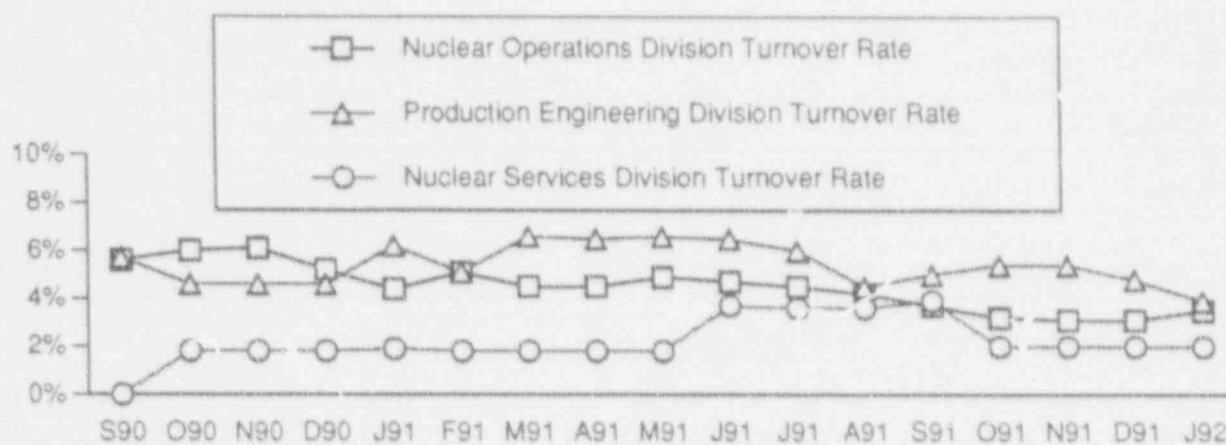 Nuclear Operations Division Turnover Rate
Production Engineering Division Turnover Rate
Nuclear Services Division Turnover Rate
10%
8%
6%
4%
2%
0%
S90 O90 N90 D90 J91 F91 M91 A91 M91 J91 J91 A91 S91 O91 N91 D91 J92